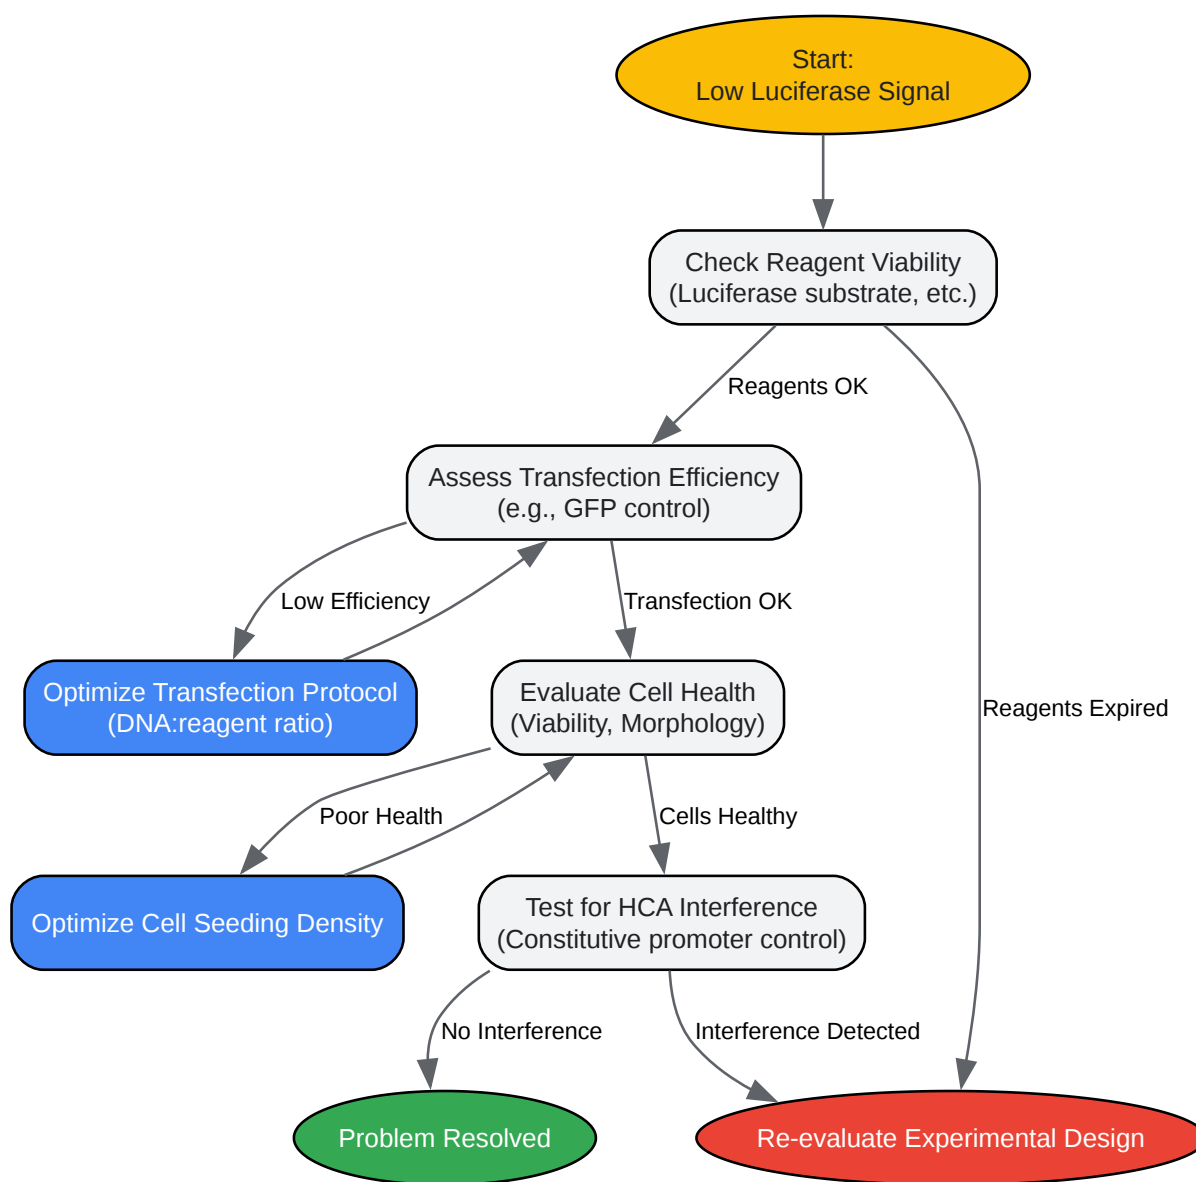 Start:
Low Luciferase Signal
Check Reagent Viability
(Luciferase substrate, etc.)
Reagents OK
Assess Transfection Efficiency
(e.g., GFP control)
Low Efficiency
Transfection OK
Optimize Transfection Protocol
(DNA:reagent ratio)
Evaluate Cell Health
(Viability, Morphology)
Reagents Expired
Poor Health
Cells Healthy
Optimize Cell Seeding Density
Test for HCA Interference
(Constitutive promoter control)
No Interference
Interference Detected
Problem Resolved
Re-evaluate Experimental Design